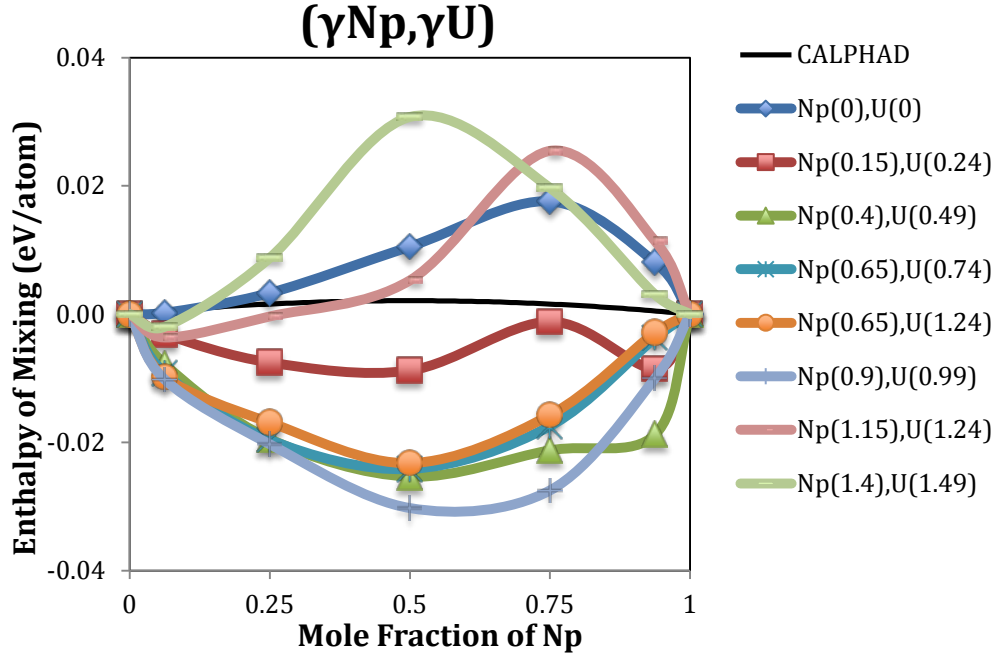 (γNp,γU)
Enthalpy of Mixing (eV/atom)
0.04
0.02
0.00
-0.02
-0.04
0
0.25
0.5
0.75
1
Mole Fraction of Np
CALPHAD
Np(0),U(0)
Np(0.15),U(0.24)
Np(0.4),U(0.49)
Np(0.65),U(0.74)
Np(0.65),U(1.24)
Np(0.9),U(0.99)
Np(1.15),U(1.24)
Np(1.4),U(1.49)